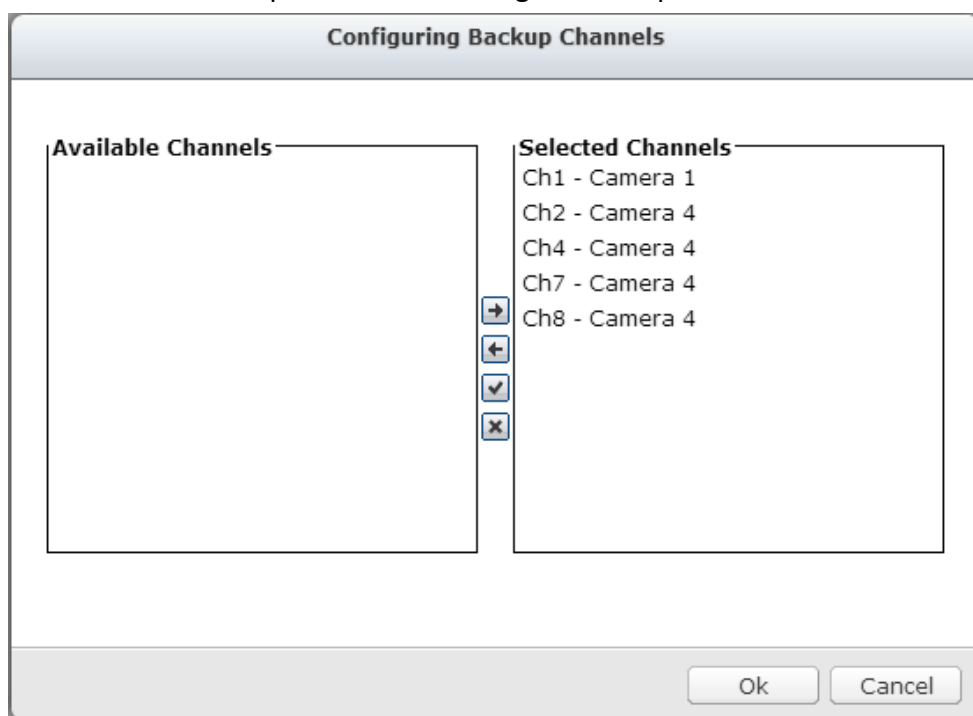 Configuring Backup Channels
Available Channels
Selected Channels
Ch1 - Camera 1
Ch2 - Camera 4
Ch4 - Camera 4
Ch7 - Camera 4
Ch8 - Camera 4
Ok
Cancel